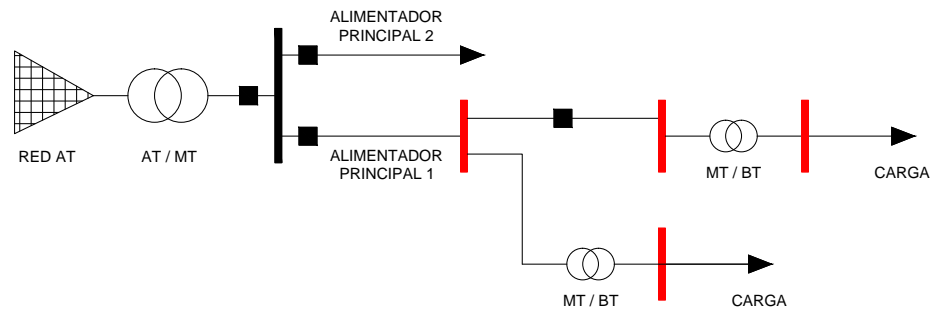 ALIMENTADOR
PRINCIPAL 2
RED AT
AT / MT
ALIMENTADOR
PRINCIPAL 1
MT / BT
CARGA
MT / BT
CARGA